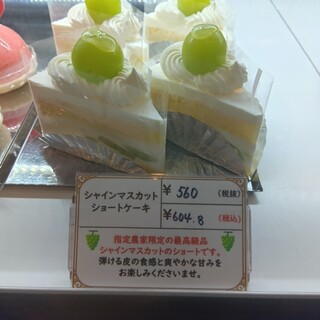 シャインマスカット
ショートケーキ
¥560 (税抜)
¥604.8 (税込)
指定農家限定の最高級品
シャインマスカットのショートです。
弾ける皮の食感と爽やかな甘みを
お楽しみくださいませ。